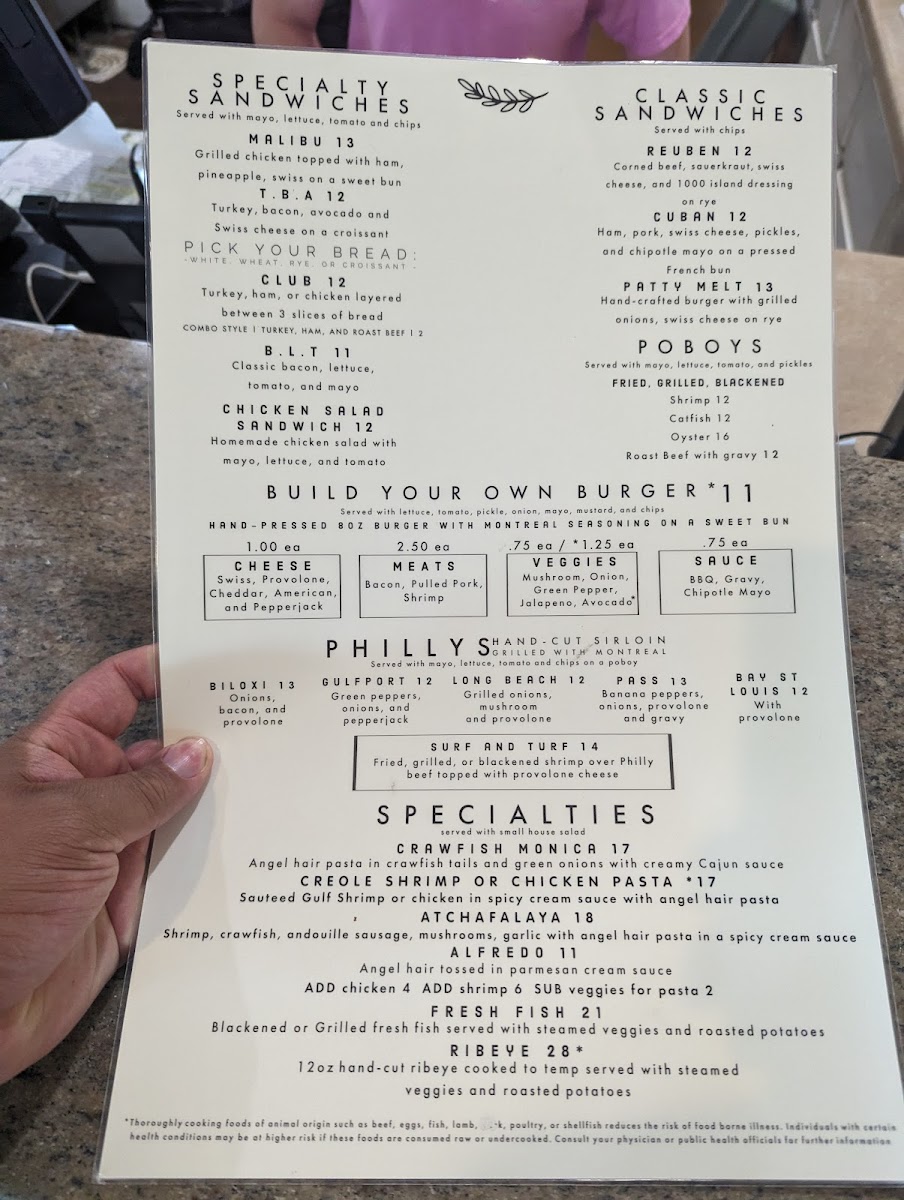 SPECIALTY
SANDWICHES
Served with mayo, lettuce, tomato and chips
MALIBU 13
Grilled chicken topped with ham,
pineapple, swiss on a sweet bun
T.B.A 12
Turkey, bacon, avocado and
Swiss cheese on a croissant
PICK YOUR BREAD:
-WHITE, WHEAT, RYE, OR CROISSANT -
CLUB 12
Turkey, ham, or chicken layered
between 3 slices of bread
COMBO STYLE | TURKEY, HAM, AND ROAST BEEF | 2
B.L.T 11
Classic bacon, lettuce,
tomato, and mayo
CHICKEN SALAD
SANDWICH 12
Homemade chicken salad with
mayo, lettuce, and tomato
CLASSIC
SANDWICHES
Served with chips
REUBEN 12
Corned beef, sauerkraut, swiss
cheese, and 1000 island dressing
on rye
CUBAN 12
Ham, pork, swiss cheese, pickles,
and chipotle mayo on a pressed
French bun
PATTY MELT 13
Hand-crafted burger with grilled
onions, swiss cheese on rye
POBOYS
Served with mayo, lettuce, tomato, and pickles
FRIED, GRILLED, BLACKENED
Shrimp 12
Catfish 12
Oyster 16
Roast Beef with gravy 12
BUILD YOUR OWN BURGER *11
Served with lettuce, tomato, pickle, onion, mayo, mustard, and chips
HAND-PRESSED 8OZ BURGER WITH MONTREAL SEASONING ON A SWEET BUN
1.00 ea
CHEESE
Swiss, Provolone,
Cheddar, American,
and Pepperjack
2.50 ea
MEATS
Bacon, Pulled Pork,
Shrimp
.75 ea / *1.25 ea
VEGGIES
Mushroom, Onion,
Green Pepper,
Jalapeno, Avocado*
.75 ea
SAUCE
BBQ, Gravy,
Chipotle Mayo
PHILLYS HAND-CUT SIRLOIN
GRILLED WITH MONTREAL
Served with mayo, lettuce, tomato and chips on a poboy
BILOXI 13
Onions,
bacon, and
provolone
GULFPORT 12
Green peppers,
onions, and
pepperjack
LONG BEACH 12
Grilled onions,
mushroom
and provolone
PASS 13
Banana peppers,
onions, provolone
and gravy
BAY ST
LOUIS 12
With
provolone
SURF AND TURF 14
Fried, grilled, or blackened shrimp over Philly
beef topped with provolone cheese
SPECIALTIES
served with small house salad
CRAWFISH MONICA 17
Angel hair pasta in crawfish tails and green onions with creamy Cajun sauce
CREOLE SHRIMP OR CHICKEN PASTA *17
Sauteed Gulf Shrimp or chicken in spicy cream sauce with angel hair pasta
ATCHAFALAYA 18
Shrimp, crawfish, andouille sausage, mushrooms, garlic with angel hair pasta in a spicy cream sauce
ALFREDO 11
Angel hair tossed in parmesan cream sauce
ADD chicken 4 ADD shrimp 6 SUB veggies for pasta 2
FRESH FISH 21
Blackened or Grilled fresh fish served with steamed veggies and roasted potatoes
RIBEYE 28*
12oz hand-cut ribeye cooked to temp served with steamed
veggies and roasted potatoes
*Thoroughly cooking foods of animal origin such as beef, eggs, fish, lamb, poultry, or shellfish reduces the risk of food borne illness. Individuals with certain
health conditions may be at higher risk if these foods are consumed raw or undercooked. Consult your physician or public health officials for further information